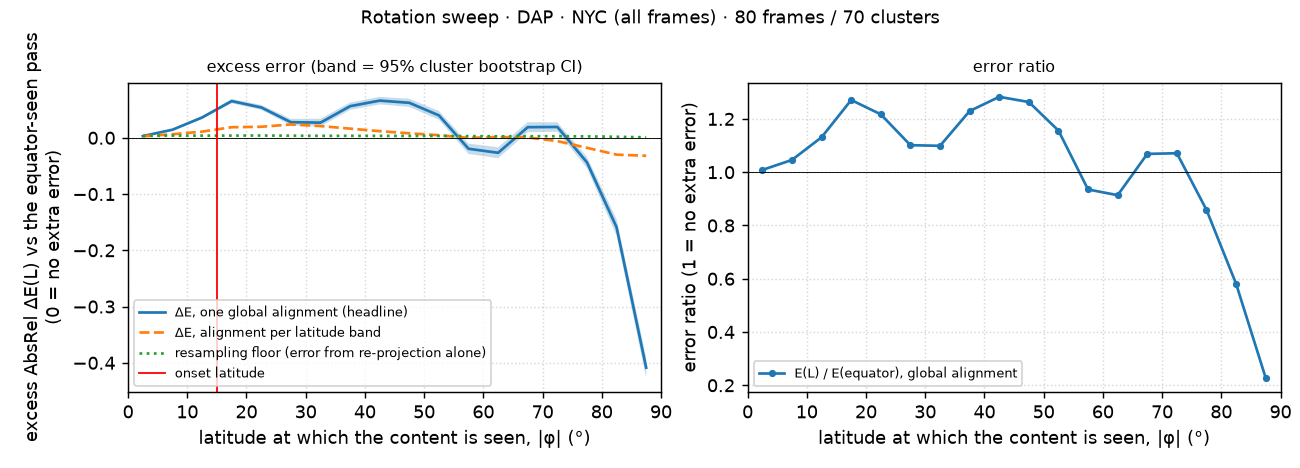 Rotation sweep · DAP · NYC (all frames) · 80 frames / 70 clusters
excess error (band = 95% cluster bootstrap CI)
excess AbsRel ΔE(L) vs the equator-seen pass
(0 = no extra error)
0.0
−0.1
−0.2
−0.3
−0.4
ΔE, one global alignment (headline)
ΔE, alignment per latitude band
resampling floor (error from re-projection alone)
onset latitude
0 10 20 30 40 50 60 70 80 90
latitude at which the content is seen, |φ| (°)
error ratio
error ratio (1 = no extra error)
1.2
1.0
0.8
0.6
0.4
0.2
E(L) / E(equator), global alignment
0 10 20 30 40 50 60 70 80 90
latitude at which the content is seen, |φ| (°)